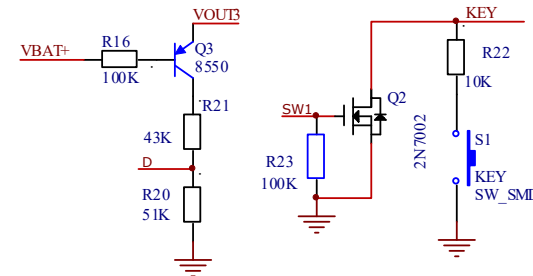 VOUT3
VBAT+
R16
100K
Q3
8550
R21
43K
D
R20
51K
KEY
R22
10K
Q2
SW1
2N7002
R23
100K
S1
KEY
SW_SMD